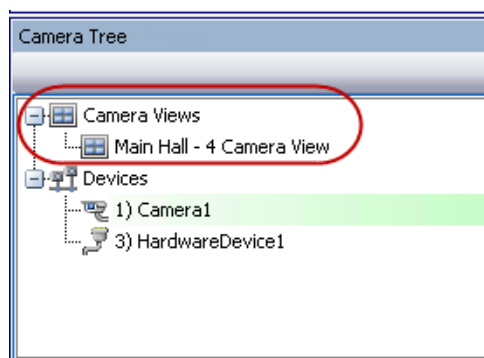 Camera Tree
Camera Views
Main Hall - 4 Camera View
Devices
1) Camera1
3) HardwareDevice1